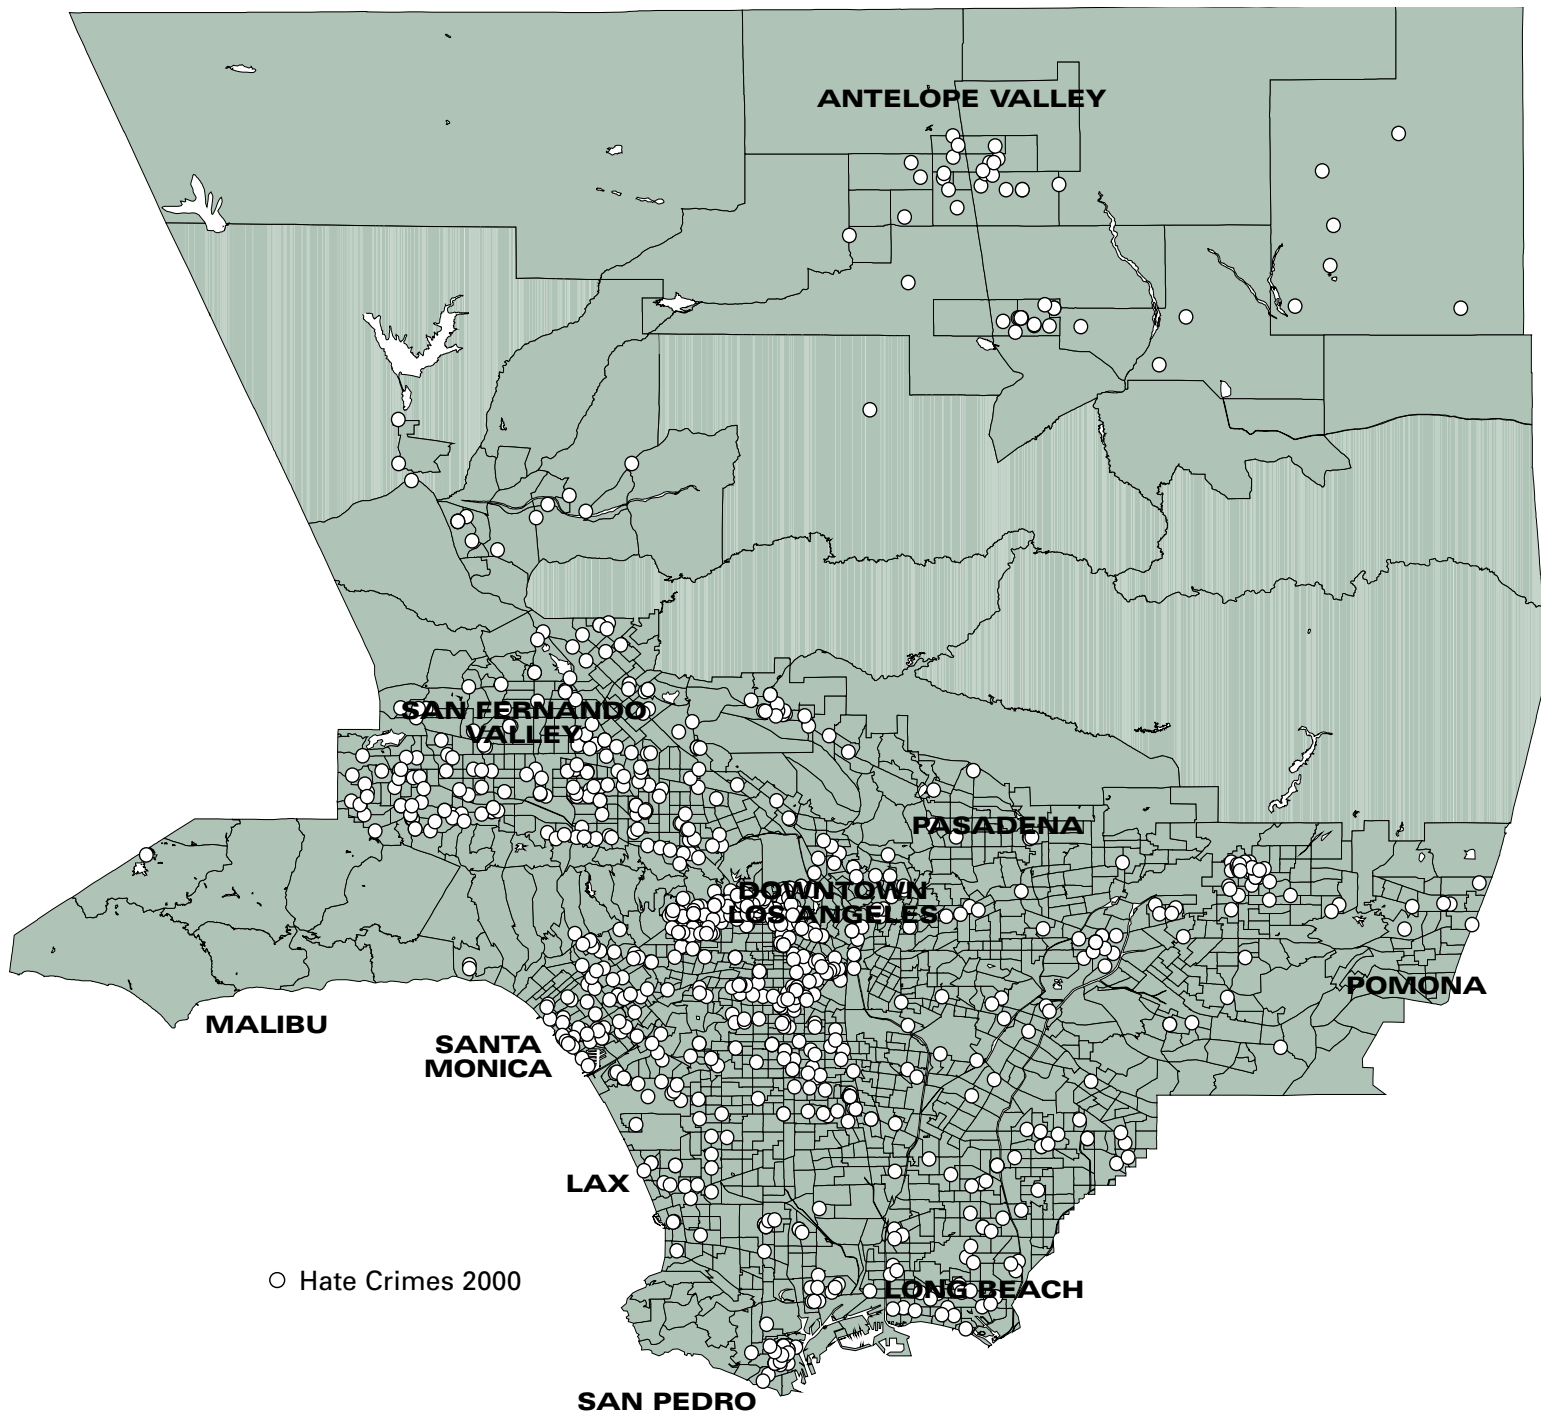 ANTELOPE VALLEY
SAN FERNANDO
VALLEY
PASADENA
DOWNTOWN
LOS ANGELES
POMONA
MALIBU
SANTA
MONICA
LAX
Hate Crimes 2000
LONG BEACH
SAN PEDRO